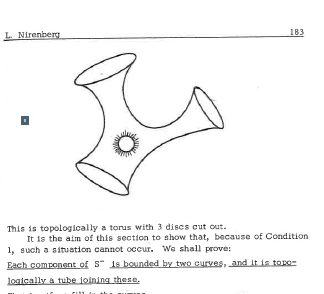 L. Nirenberg 183
This is topologically a torus with 3 discs cut out.
It is the aim of this section to show that, because of Condition
1, such a situation cannot occur. We shall prove:
Each component of S⁻ is bounded by two curves, and it is topo-
logically a tube joining these.